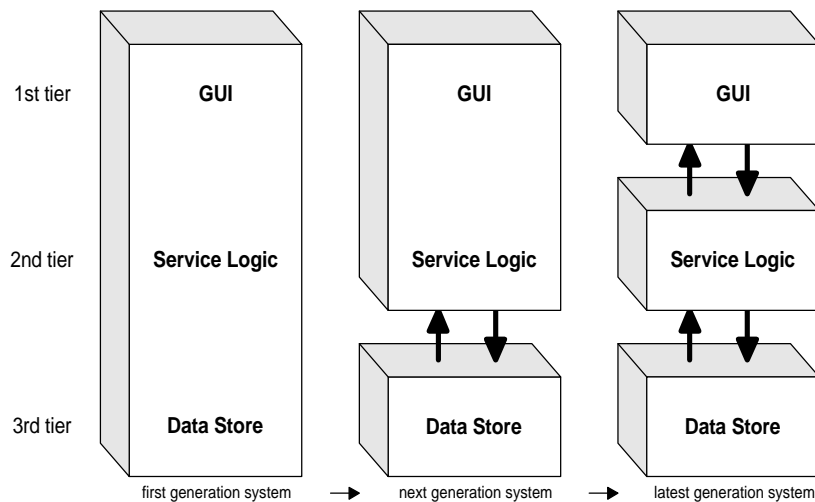 1st tier GUI GUI GUI
2nd tier Service Logic Service Logic Service Logic
3rd tier Data Store Data Store Data Store
first generation system next generation system latest generation system